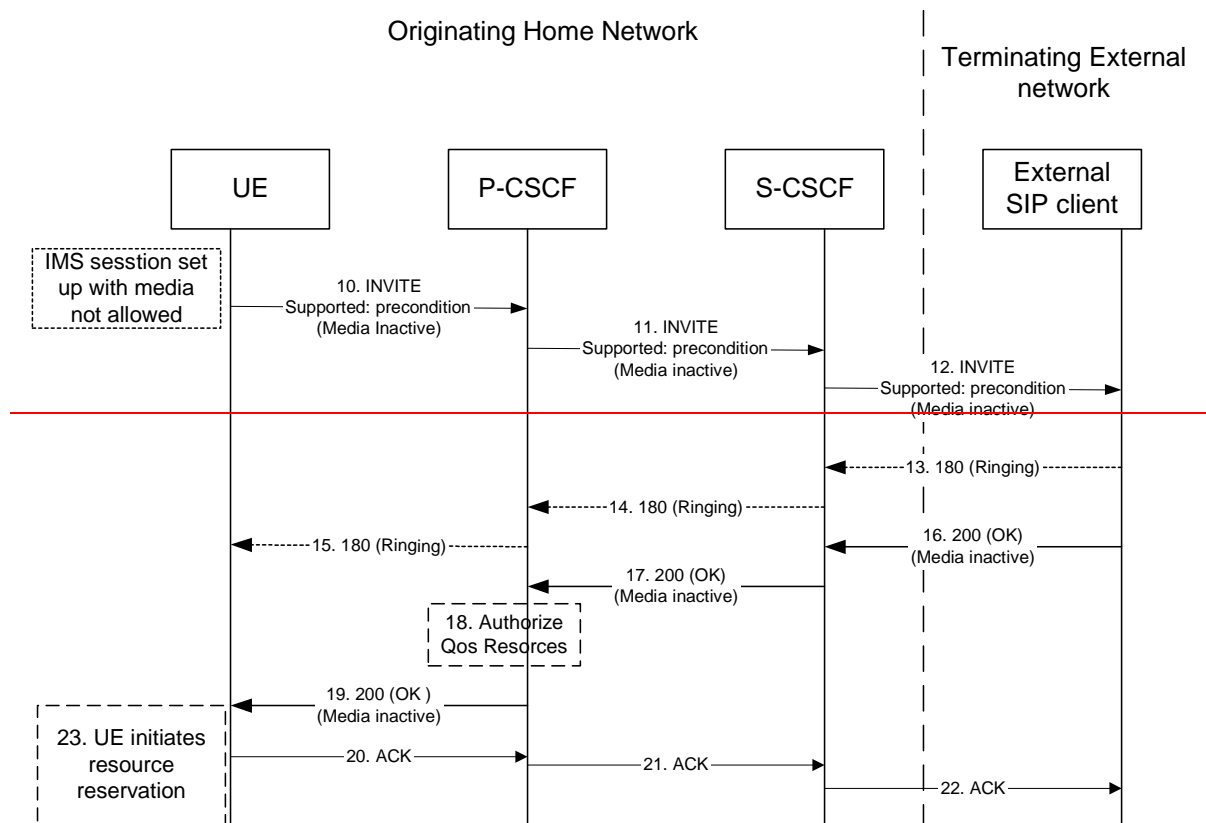 Originating Home Network
Terminating External
network
UE
P-CSCF
S-CSCF
External
SIP client
IMS sesstion set
up with media
not allowed
10. INVITE
Supported: precondition
(Media Inactive)
11. INVITE
Supported: precondition
(Media inactive)
12. INVITE
Supported: precondition
(Media inactive)
13. 180 (Ringing)
14. 180 (Ringing)
15. 180 (Ringing)
16. 200 (OK)
(Media inactive)
17. 200 (OK)
(Media inactive)
18. Authorize
Qos Resorces
19. 200 (OK )
(Media inactive)
20. ACK
21. ACK
22. ACK
23. UE initiates
resource
reservation